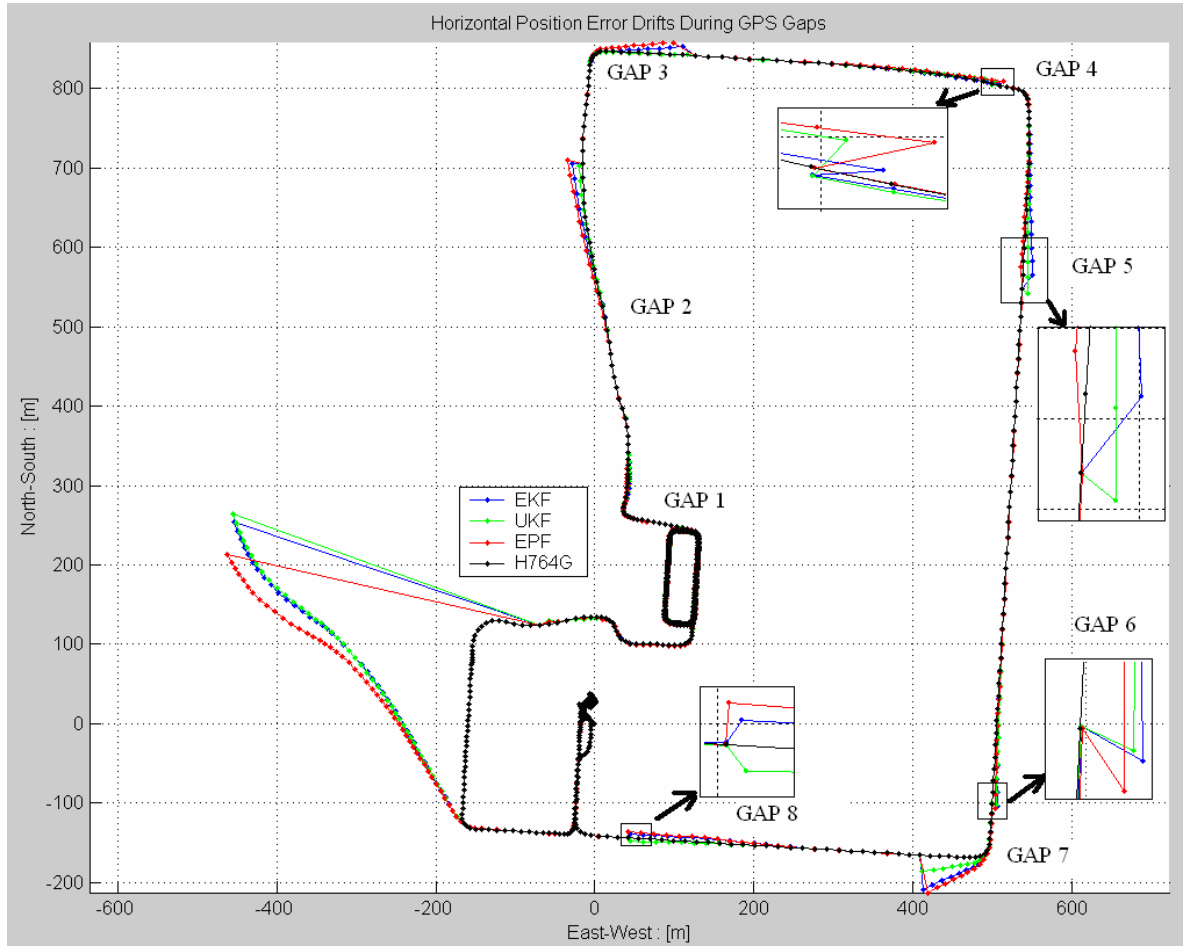 Horizontal Position Error Drifts During GPS Gaps
GAP 3
GAP 4
800
700
600
GAP 5
GAP 2
500
400
North-South : [m]
300
GAP 1
EKF
UKF
EPF
H764G
200
GAP 6
100
0
-100
GAP 8
GAP 7
-200
-600
-400
-200
0
200
400
600
East-West : [m]